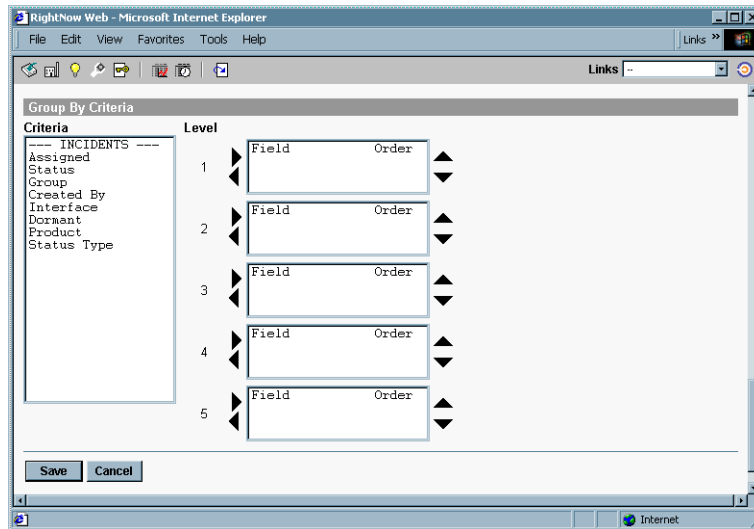 RightNow Web - Microsoft Internet Explorer
File Edit View Favorites Tools Help
Links »
Links --
Group By Criteria
Criteria Level
--- INCIDENTS ---
Assigned
Status
Group
Created By
Interface
Dormant
Product
Status Type
1 Field Order
2 Field Order
3 Field Order
4 Field Order
5 Field Order
Save Cancel
Internet